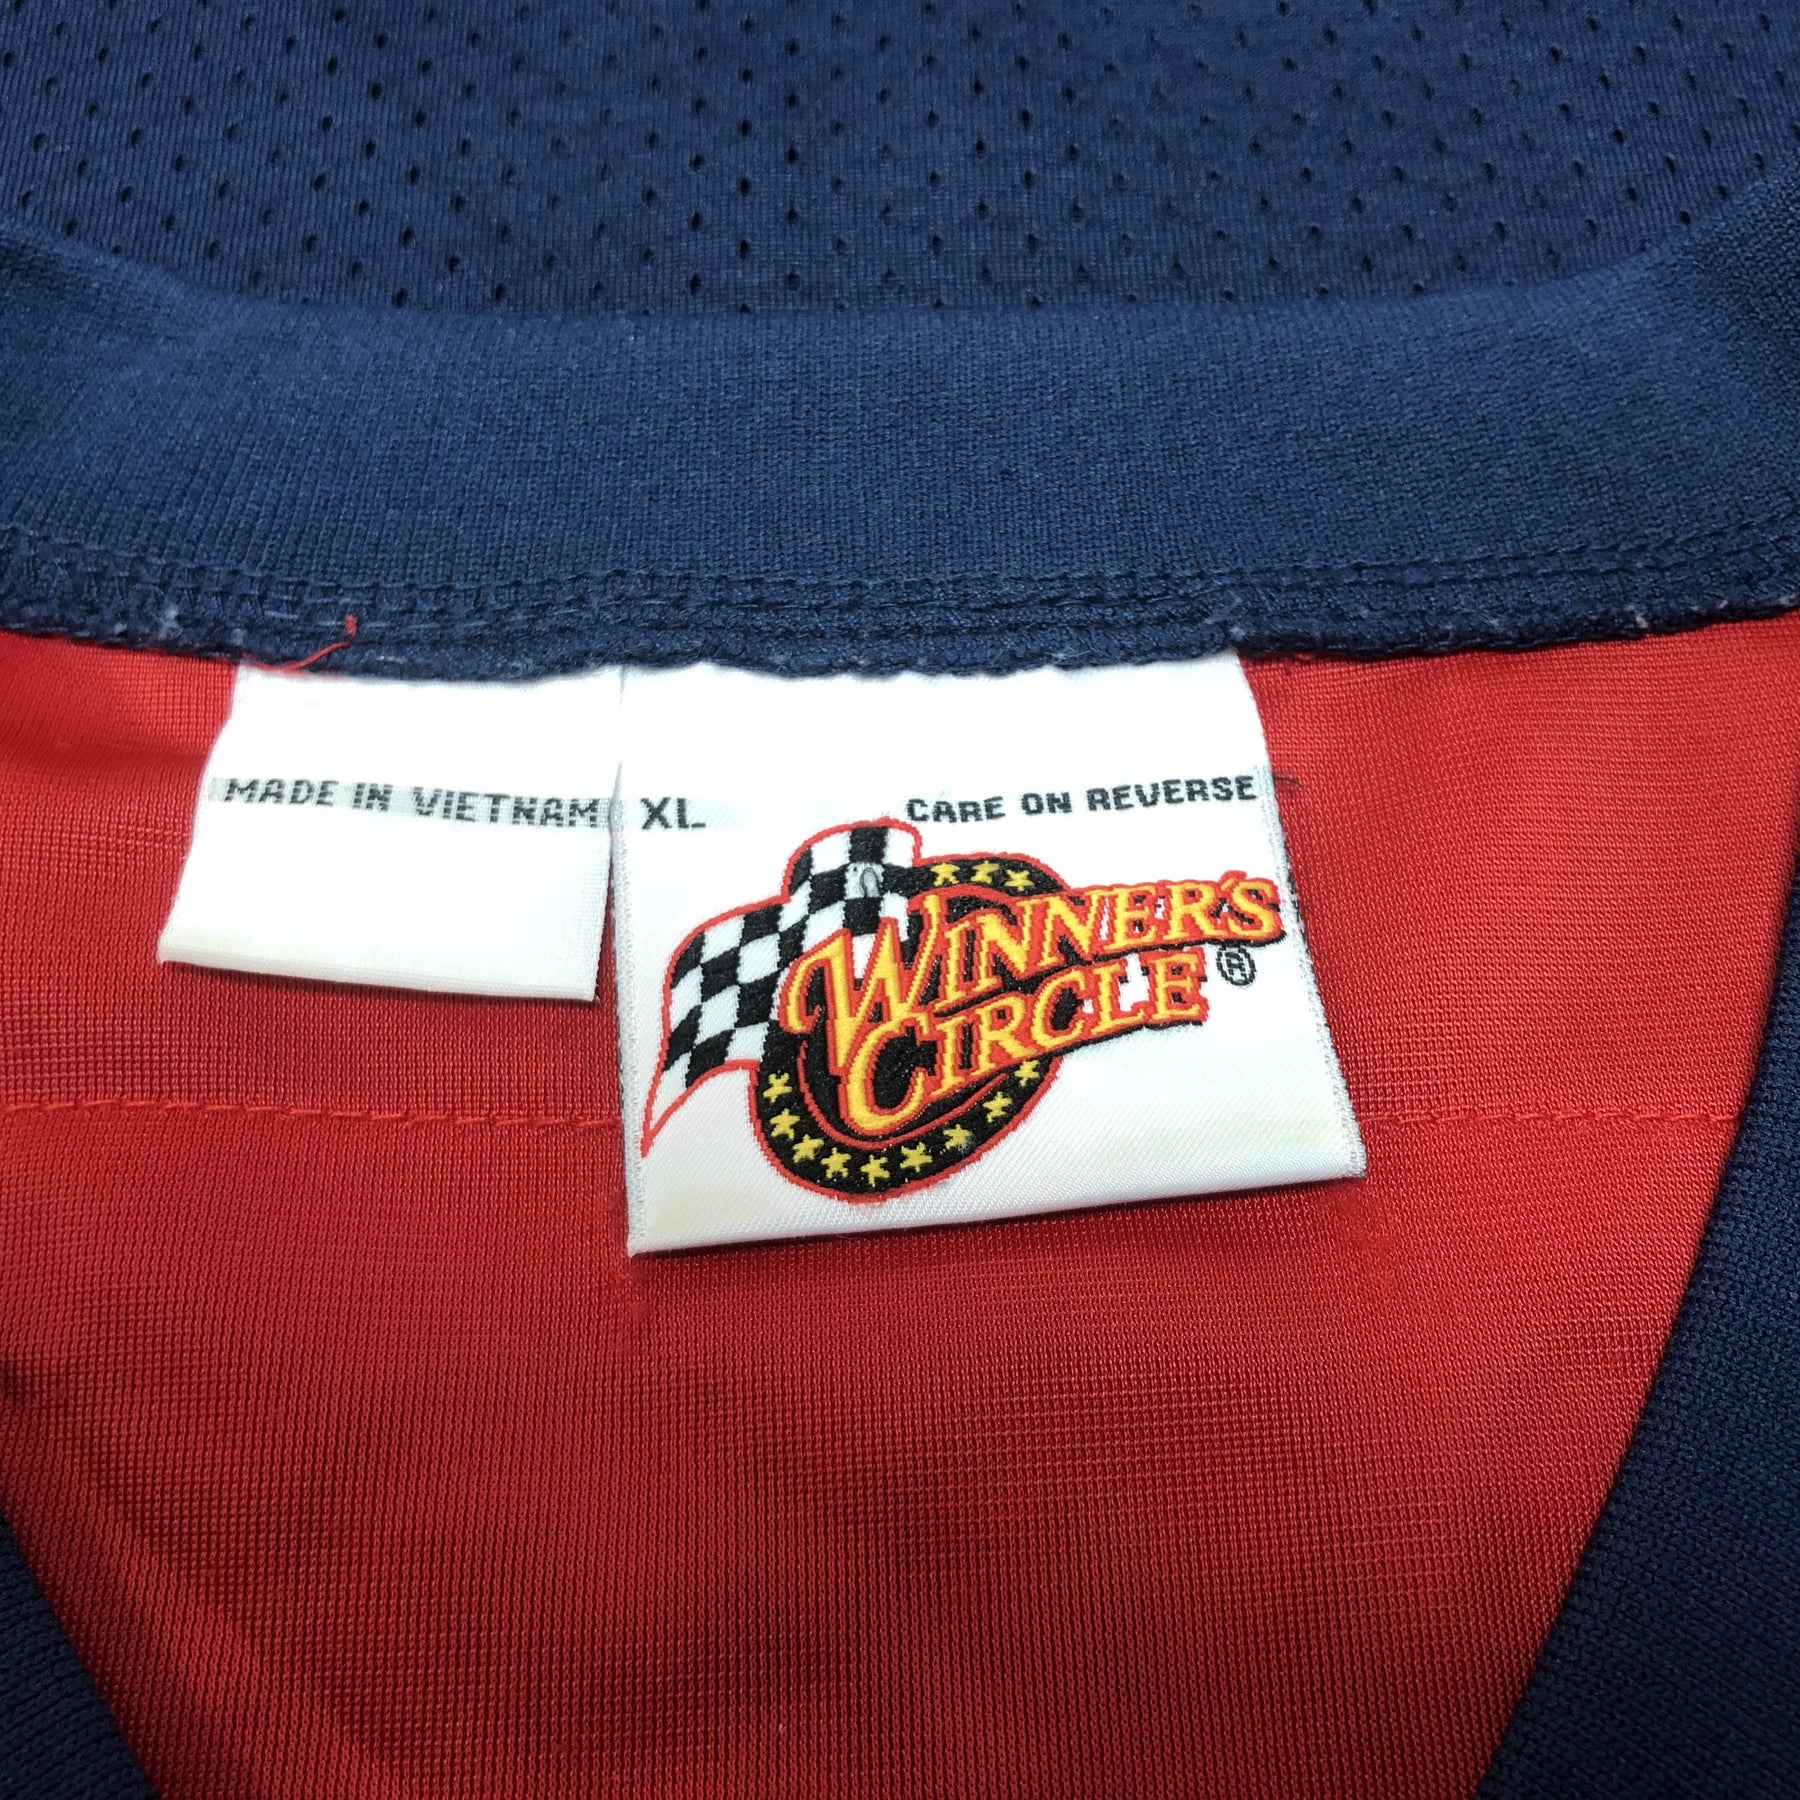 MADE IN VIETNAM
XL CARE ON REVERSE
WINNER'S
CIRCLE ®